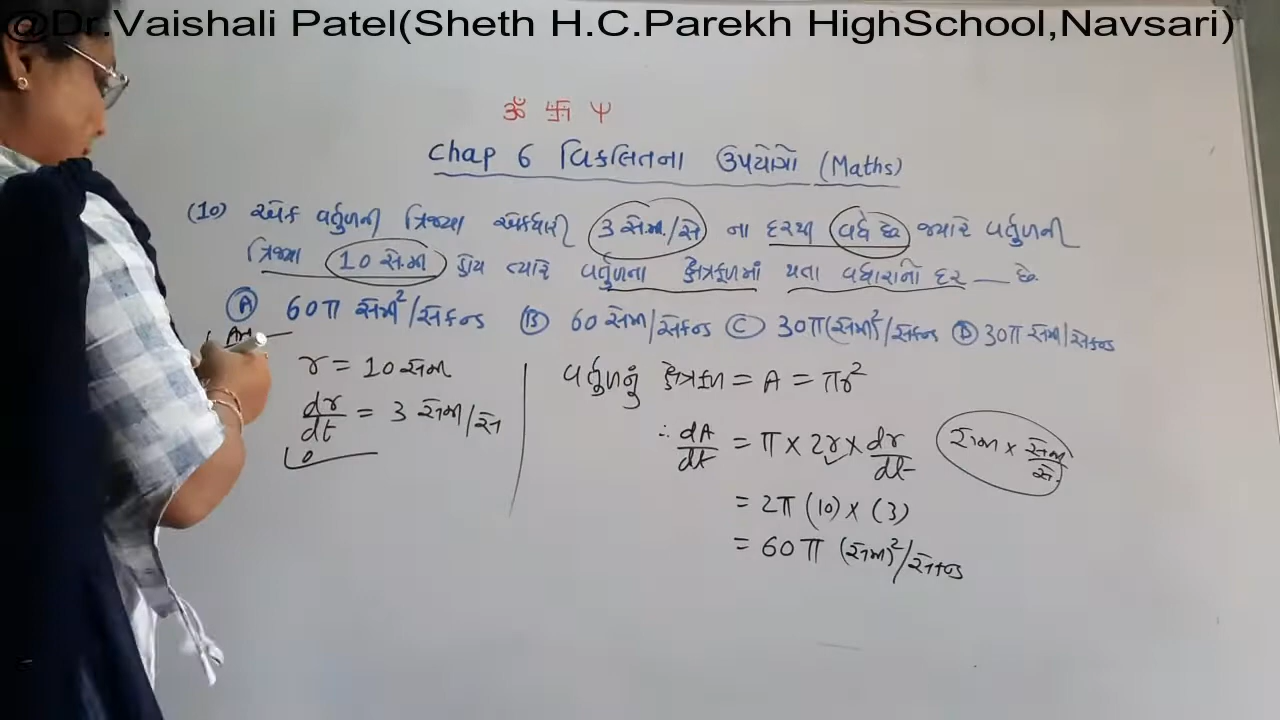 @Dr.Vaishali Patel(Sheth H.C.Parekh HighSchool,Navsari)
ૐ 卐 Ψ
Chap 6 વિકલિતના ઉપયોગો (Maths)
(10) એક વર્તુળની ત્રિજ્યા એકધારી 3 સેમી/સે ના દરથી વધે છે જ્યારે વર્તુળની
ત્રિજ્યા 10 સે.મી હોય ત્યારે વર્તુળના ક્ષેત્રફળમાં થતા વધારાનો દર ___ છે.
Ⓐ 60π સેમી²/સેકન્ડ Ⓑ 60 સેમી/સેકન્ડ Ⓒ 30π(સેમી)²/સેકન્ડ Ⓓ 30π સેમી/સેકન્ડ
r = 10 સેમી
dr/dt = 3 સેમી/સે
વર્તુળનું ક્ષેત્રફળ = A = πr²
∴ dA/dt = π × 2r × dr/dt
સેમી × સેમી/સે.
= 2π (10) × (3)
= 60π (સેમી)²/સેકન્ડ